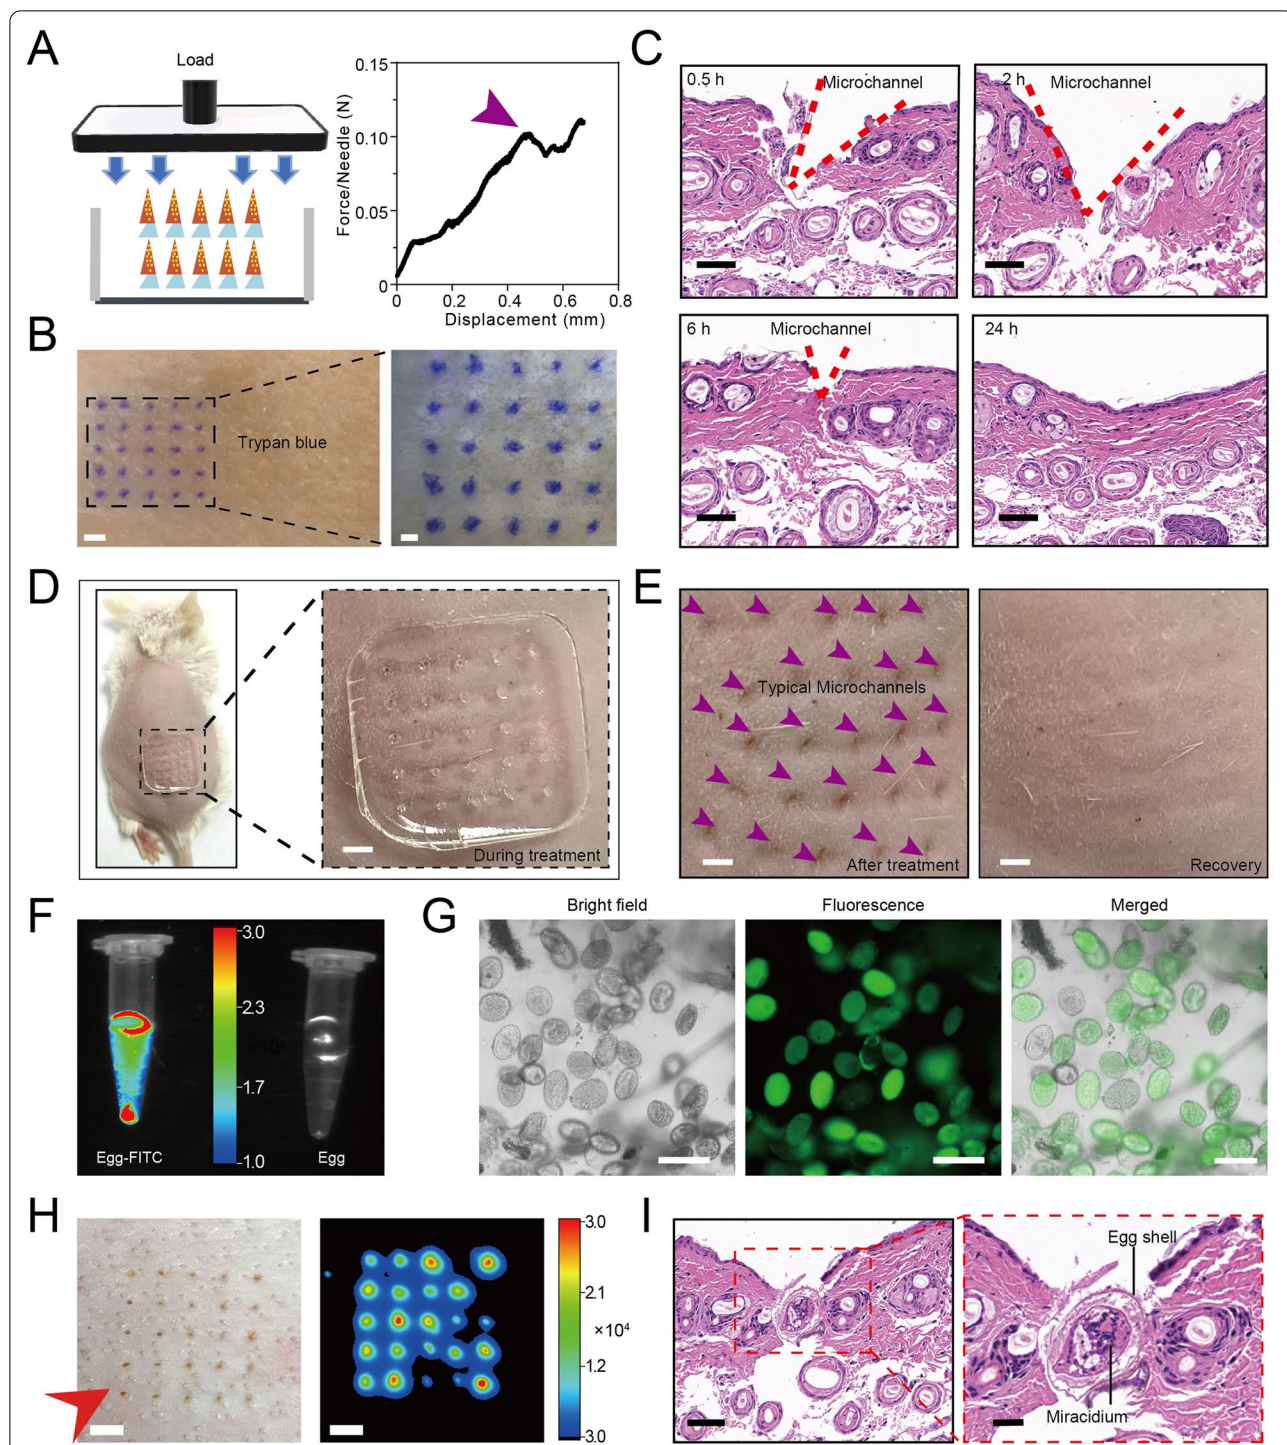 A
Load
Force/Needle (N)
0.15
0.10
0.05
0
0
0.2
0.4
0.6
0.8
Displacement (mm)
B
Trypan blue
C
0.5 h
Microchannel
2 h
Microchannel
6 h
Microchannel
24 h
D
During treatment
E
Typical Microchannels
After treatment
Recovery
F
Egg-FITC
3.0
2.3
1.7
1.0
Egg
G
Bright field
Fluorescence
Merged
H
3.0
2.1
×10⁴
1.2
3.0
I
Egg shell
Miracidium